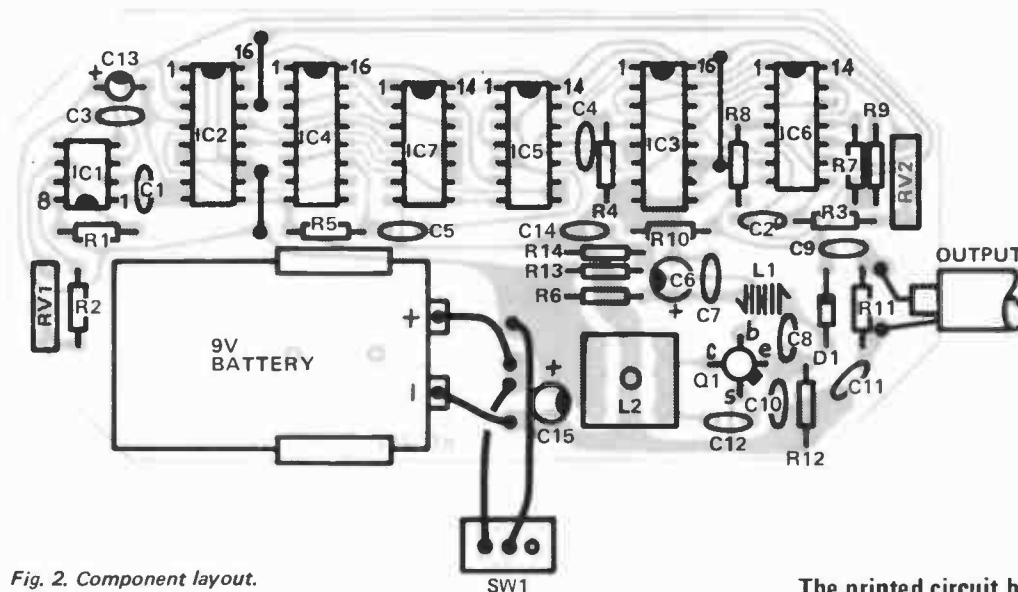 C13 + 16
1 1 16 1 14 1 14 1 16 1 14
C3 C4 R8 R9
IC2 IC4 IC7 IC5 IC3 IC6
IC1 C1 R7 RV2
8 1
R4
R1 R5 C5 C14 R10 C2 R3
R14 C9
R13 C6 C7 L1 OUTPUT
RV1 R2 R6 + R11
+ b C8 D1
9V
BATTERY + c Q1 e
− L2 s C10 C11
C15 C12
R12
Fig. 2. Component layout.
SW1
The printed circuit b